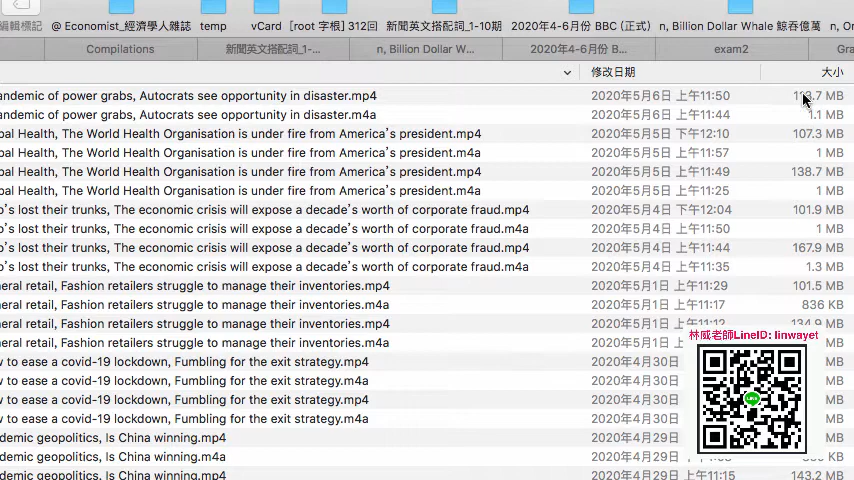 編輯標記 @ Economist_經濟學人雜誌 temp vCard [root 字根] 312回 新聞英文搭配詞_1-10期 2020年4-6月份 BBC (正式) n, Billion Dollar Whale 鯨吞億萬
Compilations 新聞英文搭配詞_1-... n, Billion Dollar W... 2020年4-6月份 B... exam2 Gra
修改日期 大小
andemic of power grabs, Autocrats see opportunity in disaster.mp4 2020年5月6日 上午11:50 MB
andemic of power grabs, Autocrats see opportunity in disaster.m4a 2020年5月6日 上午11:44 1.1 MB
bal Health, The World Health Organisation is under fire from America's president.mp4 2020年5月5日 下午12:10 107.3 MB
bal Health, The World Health Organisation is under fire from America's president.m4a 2020年5月5日 上午11:57 1 MB
bal Health, The World Health Organisation is under fire from America's president.mp4 2020年5月5日 上午11:49 138.7 MB
bal Health, The World Health Organisation is under fire from America's president.m4a 2020年5月5日 上午11:25 1 MB
o's lost their trunks, The economic crisis will expose a decade's worth of corporate fraud.mp4 2020年5月4日 下午12:04 101.9 MB
o's lost their trunks, The economic crisis will expose a decade's worth of corporate fraud.m4a 2020年5月4日 上午11:50 1 MB
o's lost their trunks, The economic crisis will expose a decade's worth of corporate fraud.mp4 2020年5月4日 上午11:44 167.9 MB
o's lost their trunks, The economic crisis will expose a decade's worth of corporate fraud.m4a 2020年5月4日 上午11:35 1.3 MB
neral retail, Fashion retailers struggle to manage their inventories.mp4 2020年5月1日 上午11:29 101.5 MB
neral retail, Fashion retailers struggle to manage their inventories.m4a 2020年5月1日 上午11:17 836 KB
neral retail, Fashion retailers struggle to manage their inventories.mp4 2020年5月1日 上午11:12 134.9 MB
neral retail, Fashion retailers struggle to manage their inventories.m4a 2020年5月1日
林威老師LineID: linwayet
w to ease a covid-19 lockdown, Fumbling for the exit strategy.mp4 2020年4月30日
w to ease a covid-19 lockdown, Fumbling for the exit strategy.m4a 2020年4月30日
w to ease a covid-19 lockdown, Fumbling for the exit strategy.mp4 2020年4月30日
LINE
w to ease a covid-19 lockdown, Fumbling for the exit strategy.m4a 2020年4月30日
demic geopolitics, Is China winning.mp4 2020年4月29日
demic geopolitics, Is China winning.m4a 2020年4月29日 KB
demic geopolitics, Is China winning.mp4 2020年4月29日 上午11:15 143.2 MB